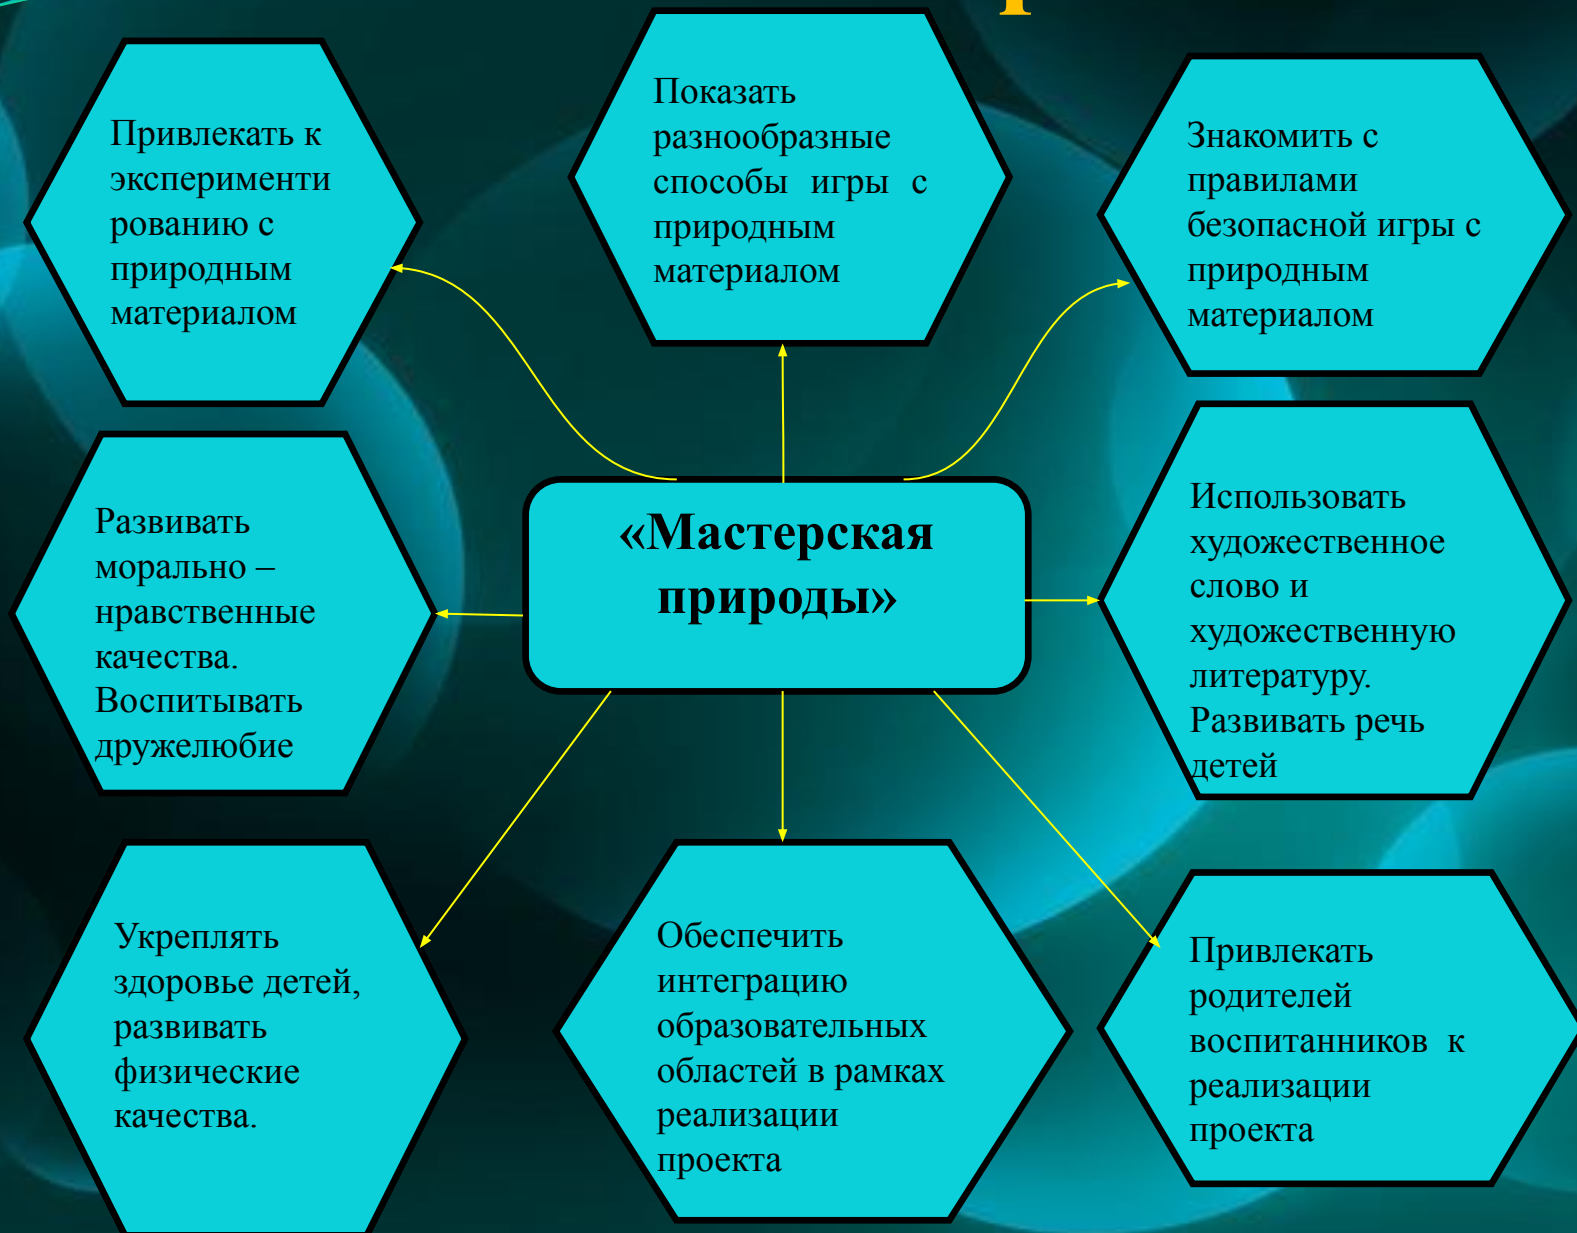 Привлекать к
эксперименти
рованию с
природным
материалом
Показать
разнообразные
способы игры с
природным
материалом
Знакомить с
правилами
безопасной игры с
природным
материалом
Развивать
морально –
нравственные
качества.
Воспитывать
дружелюбие
«Мастерская
природы»
Использовать
художественное
слово и
художественную
литературу.
Развивать речь
детей
Укреплять
здоровье детей,
развивать
физические
качества.
Обеспечить
интеграцию
образовательных
областей в рамках
реализации
проекта
Привлекать
родителей
воспитанников к
реализации
проекта